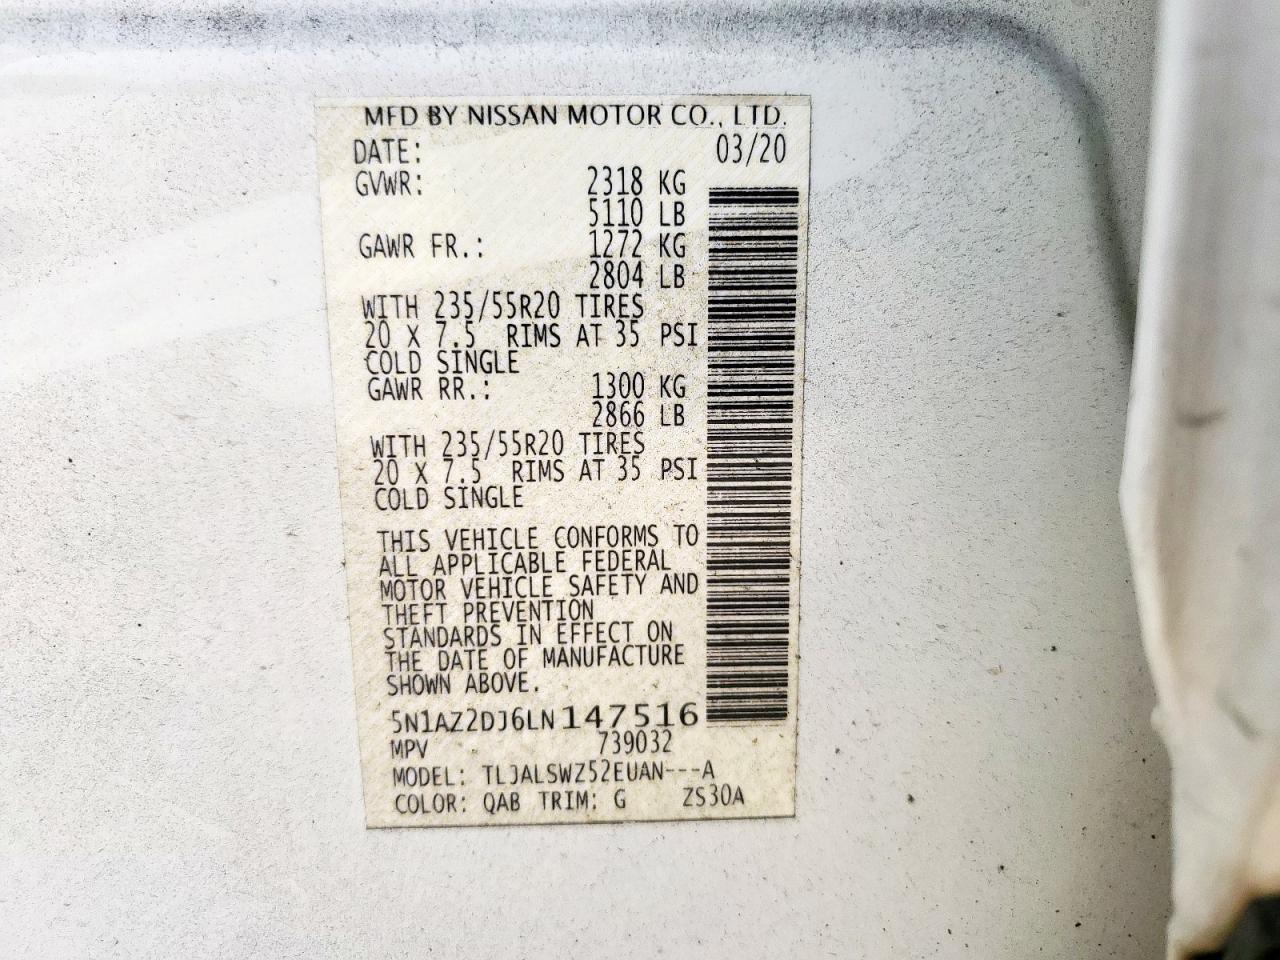 MFD BY NISSAN MOTOR CO., LTD.
DATE: 03/20
GVWR: 2318 KG
5110 LB
GAWR FR.: 1272 KG
2804 LB
WITH 235/55R20 TIRES
20 X 7.5 RIMS AT 35 PSI
COLD SINGLE
GAWR RR.: 1300 KG
2866 LB
WITH 235/55R20 TIRES
20 X 7.5 RIMS AT 35 PSI
COLD SINGLE
THIS VEHICLE CONFORMS TO
ALL APPLICABLE FEDERAL
MOTOR VEHICLE SAFETY AND
THEFT PREVENTION
STANDARDS IN EFFECT ON
THE DATE OF MANUFACTURE
SHOWN ABOVE.
5N1AZ2DJ6LN147516
MPV 739032
MODEL: TLJALSWZ52EUAN---A
COLOR: QAB TRIM: G ZS30A